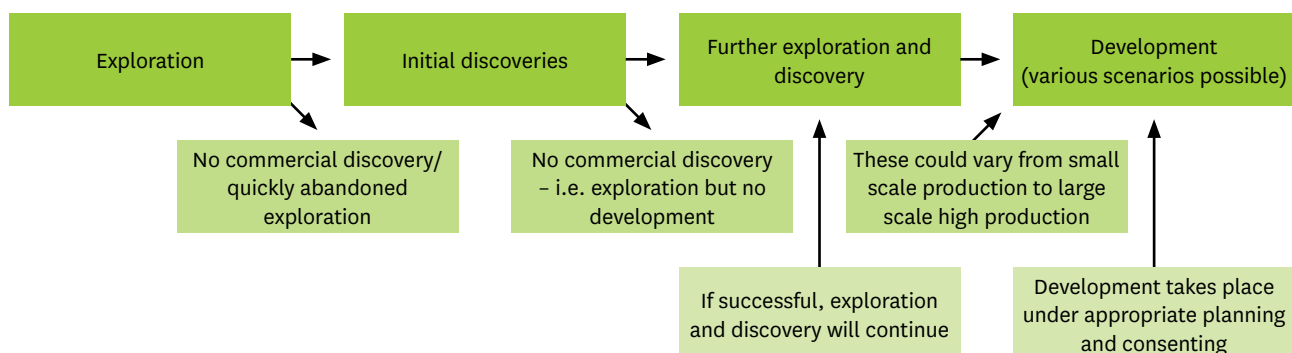 Exploration
Initial discoveries
Further exploration and
discovery
Development
(various scenarios possible)
No commercial discovery/
quickly abandoned
exploration
No commercial discovery
– i.e. exploration but no
development
These could vary from small
scale production to large
scale high production
If successful, exploration
and discovery will continue
Development takes place
under appropriate planning
and consenting